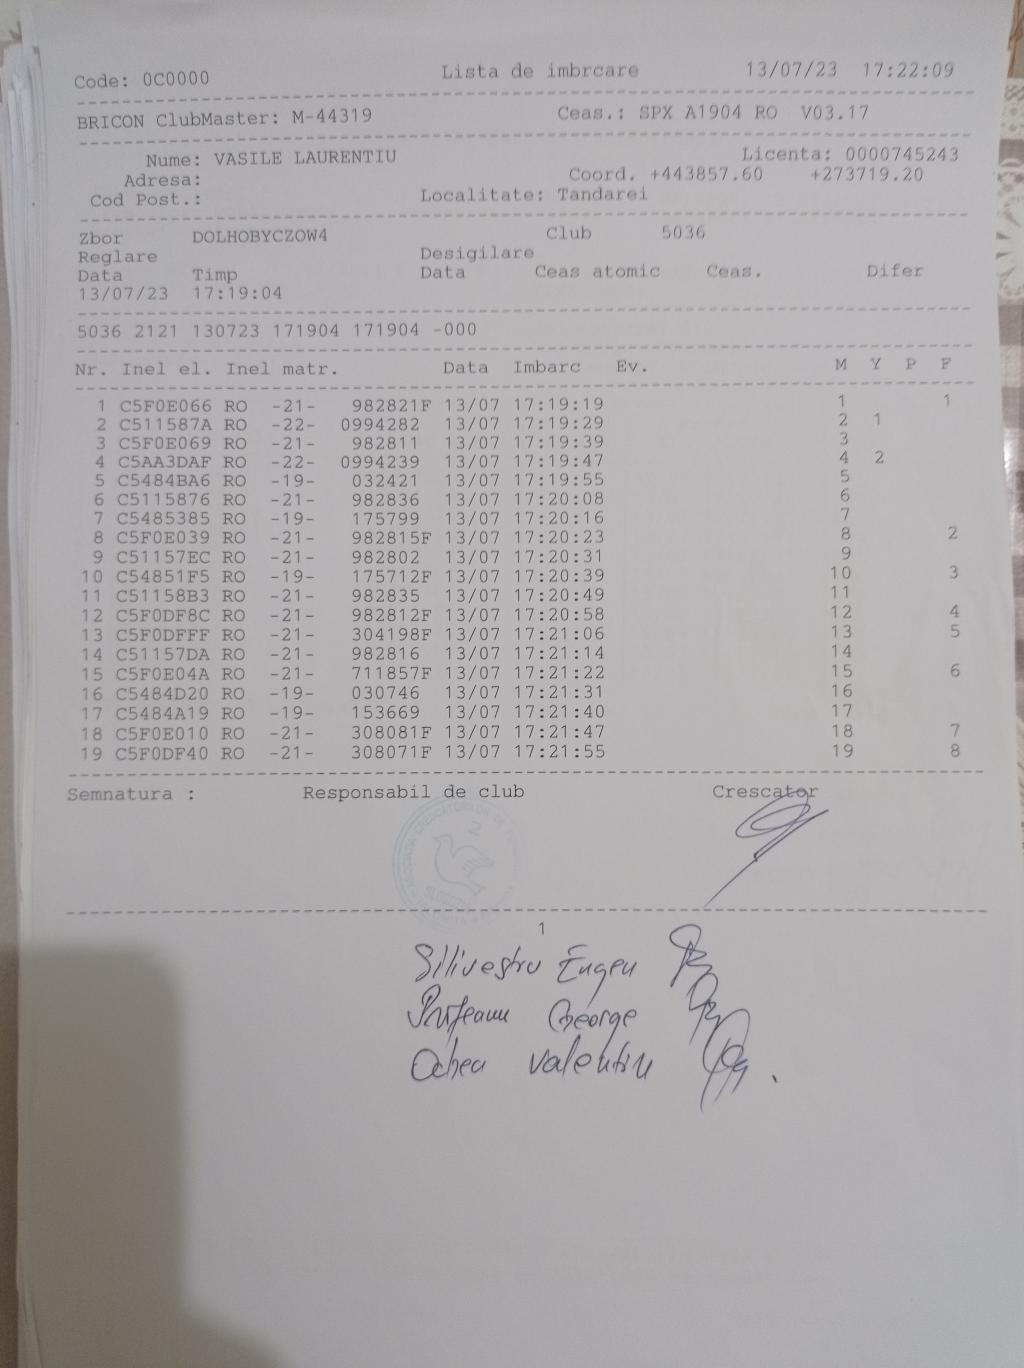 Code: 0C0000 Lista de imbrcare 13/07/23 17:22:09
BRICON ClubMaster: M-44319 Ceas.: SPX A1904 RO V03.17
Nume: VASILE LAURENTIU Licenta: 0000745243
Adresa: Coord. +443857.60 +273719.20
Cod Post.: Localitate: Tandarei
Zbor DOLHOBYCZOW4 Club 5036
Reglare Desigilare
Data Timp Data Ceas atomic Ceas. Difer
13/07/23 17:19:04
5036 2121 130723 171904 171904 -000
Nr. Inel el. Inel matr. Data Imbarc Ev. M Y P F
1 C5F0E066 RO -21- 982821F 13/07 17:19:19 1 1
2 C511587A RO -22- 0994282 13/07 17:19:29 2 1
3 C5F0E069 RO -21- 982811 13/07 17:19:39 3
4 C5AA3DAF RO -22- 0994239 13/07 17:19:47 4 2
5 C5484BA6 RO -19- 032421 13/07 17:19:55 5
6 C5115876 RO -21- 982836 13/07 17:20:08 6
7 C5485385 RO -19- 175799 13/07 17:20:16 7
8 C5F0E039 RO -21- 982815F 13/07 17:20:23 8 2
9 C51157EC RO -21- 982802 13/07 17:20:31 9
10 C54851F5 RO -19- 175712F 13/07 17:20:39 10 3
11 C51158B3 RO -21- 982835 13/07 17:20:49 11
12 C5F0DF8C RO -21- 982812F 13/07 17:20:58 12 4
13 C5F0DFFF RO -21- 304198F 13/07 17:21:06 13 5
14 C51157DA RO -21- 982816 13/07 17:21:14 14
15 C5F0E04A RO -21- 711857F 13/07 17:21:22 15 6
16 C5484D20 RO -19- 030746 13/07 17:21:31 16
17 C5484A19 RO -19- 153669 13/07 17:21:40 17
18 C5F0E010 RO -21- 308081F 13/07 17:21:47 18 7
19 C5F0DF40 RO -21- 308071F 13/07 17:21:55 19 8
Semnatura : Responsabil de club Crescator
1
Silivestru Eugen
George
Ochea Valentin